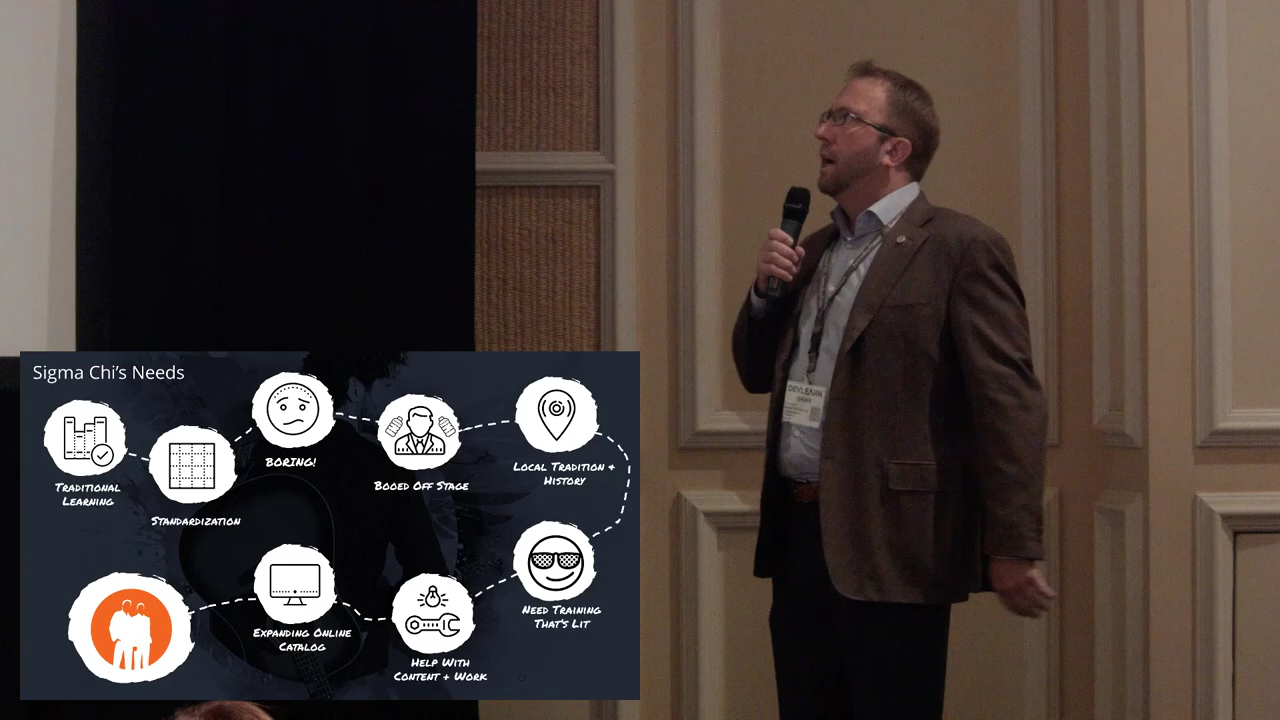 Sigma Chi's Needs
TRADITIONAL
LEARNING
STANDARDIZATION
BORING!
BOOED OFF STAGE
LOCAL TRADITION +
HISTORY
NEED TRAINING
THAT'S LIT
HELP WITH
CONTENT + WORK
EXPANDING ONLINE
CATALOG
DEVLEARN